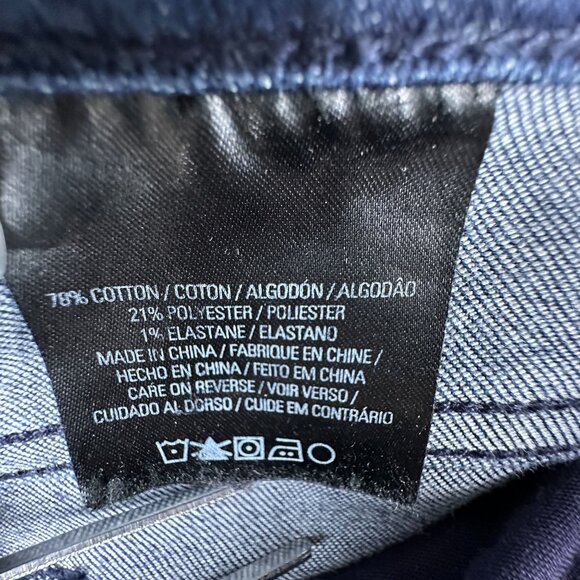 78% COTTON / COTON / ALGODÓN / ALGODÃO
21% POLYESTER / POLIESTER
1% ELASTANE / ELASTANO
MADE IN CHINA / FABRIQUE EN CHINE /
HECHO EN CHINA / FEITO EM CHINA
CARE ON REVERSE / VOIR VERSO /
CUIDADO AL DORSO / CUIDE EM CONTRÁRIO